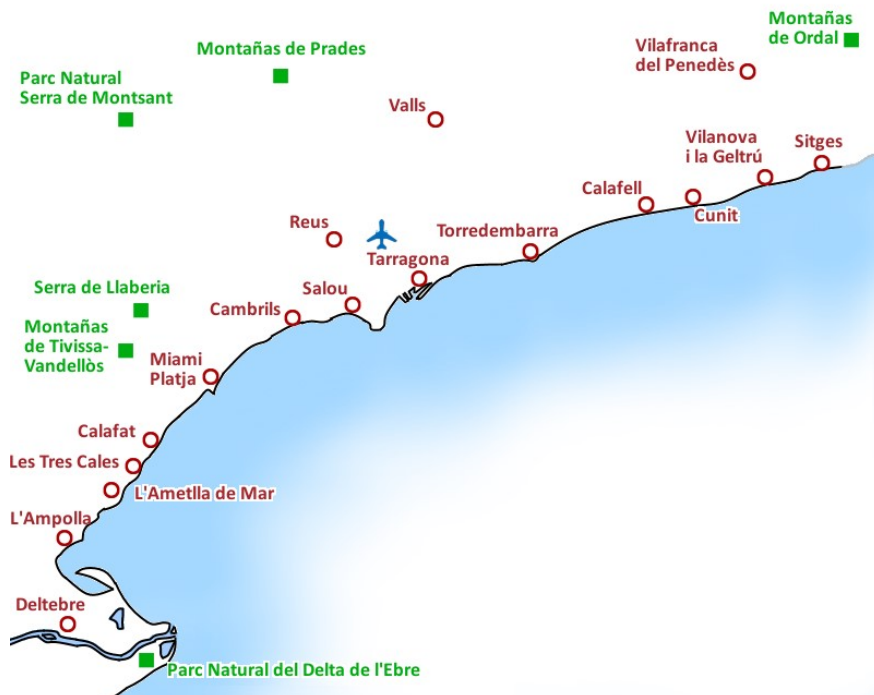 Montañas
de Ordal
Montañas de Prades
Vilafranca
del Penedès
Parc Natural
Serra de Montsant
Valls
Vilanova
i la Geltrú
Sitges
Calafell
Cunit
Reus
Torredembarra
Tarragona
Serra de Llaberia
Salou
Cambrils
Montañas
de Tivissa-
Vandellòs
Miami
Platja
Calafat
Les Tres Cales
L'Ametlla de Mar
L'Ampolla
Deltebre
Parc Natural del Delta de l'Ebre